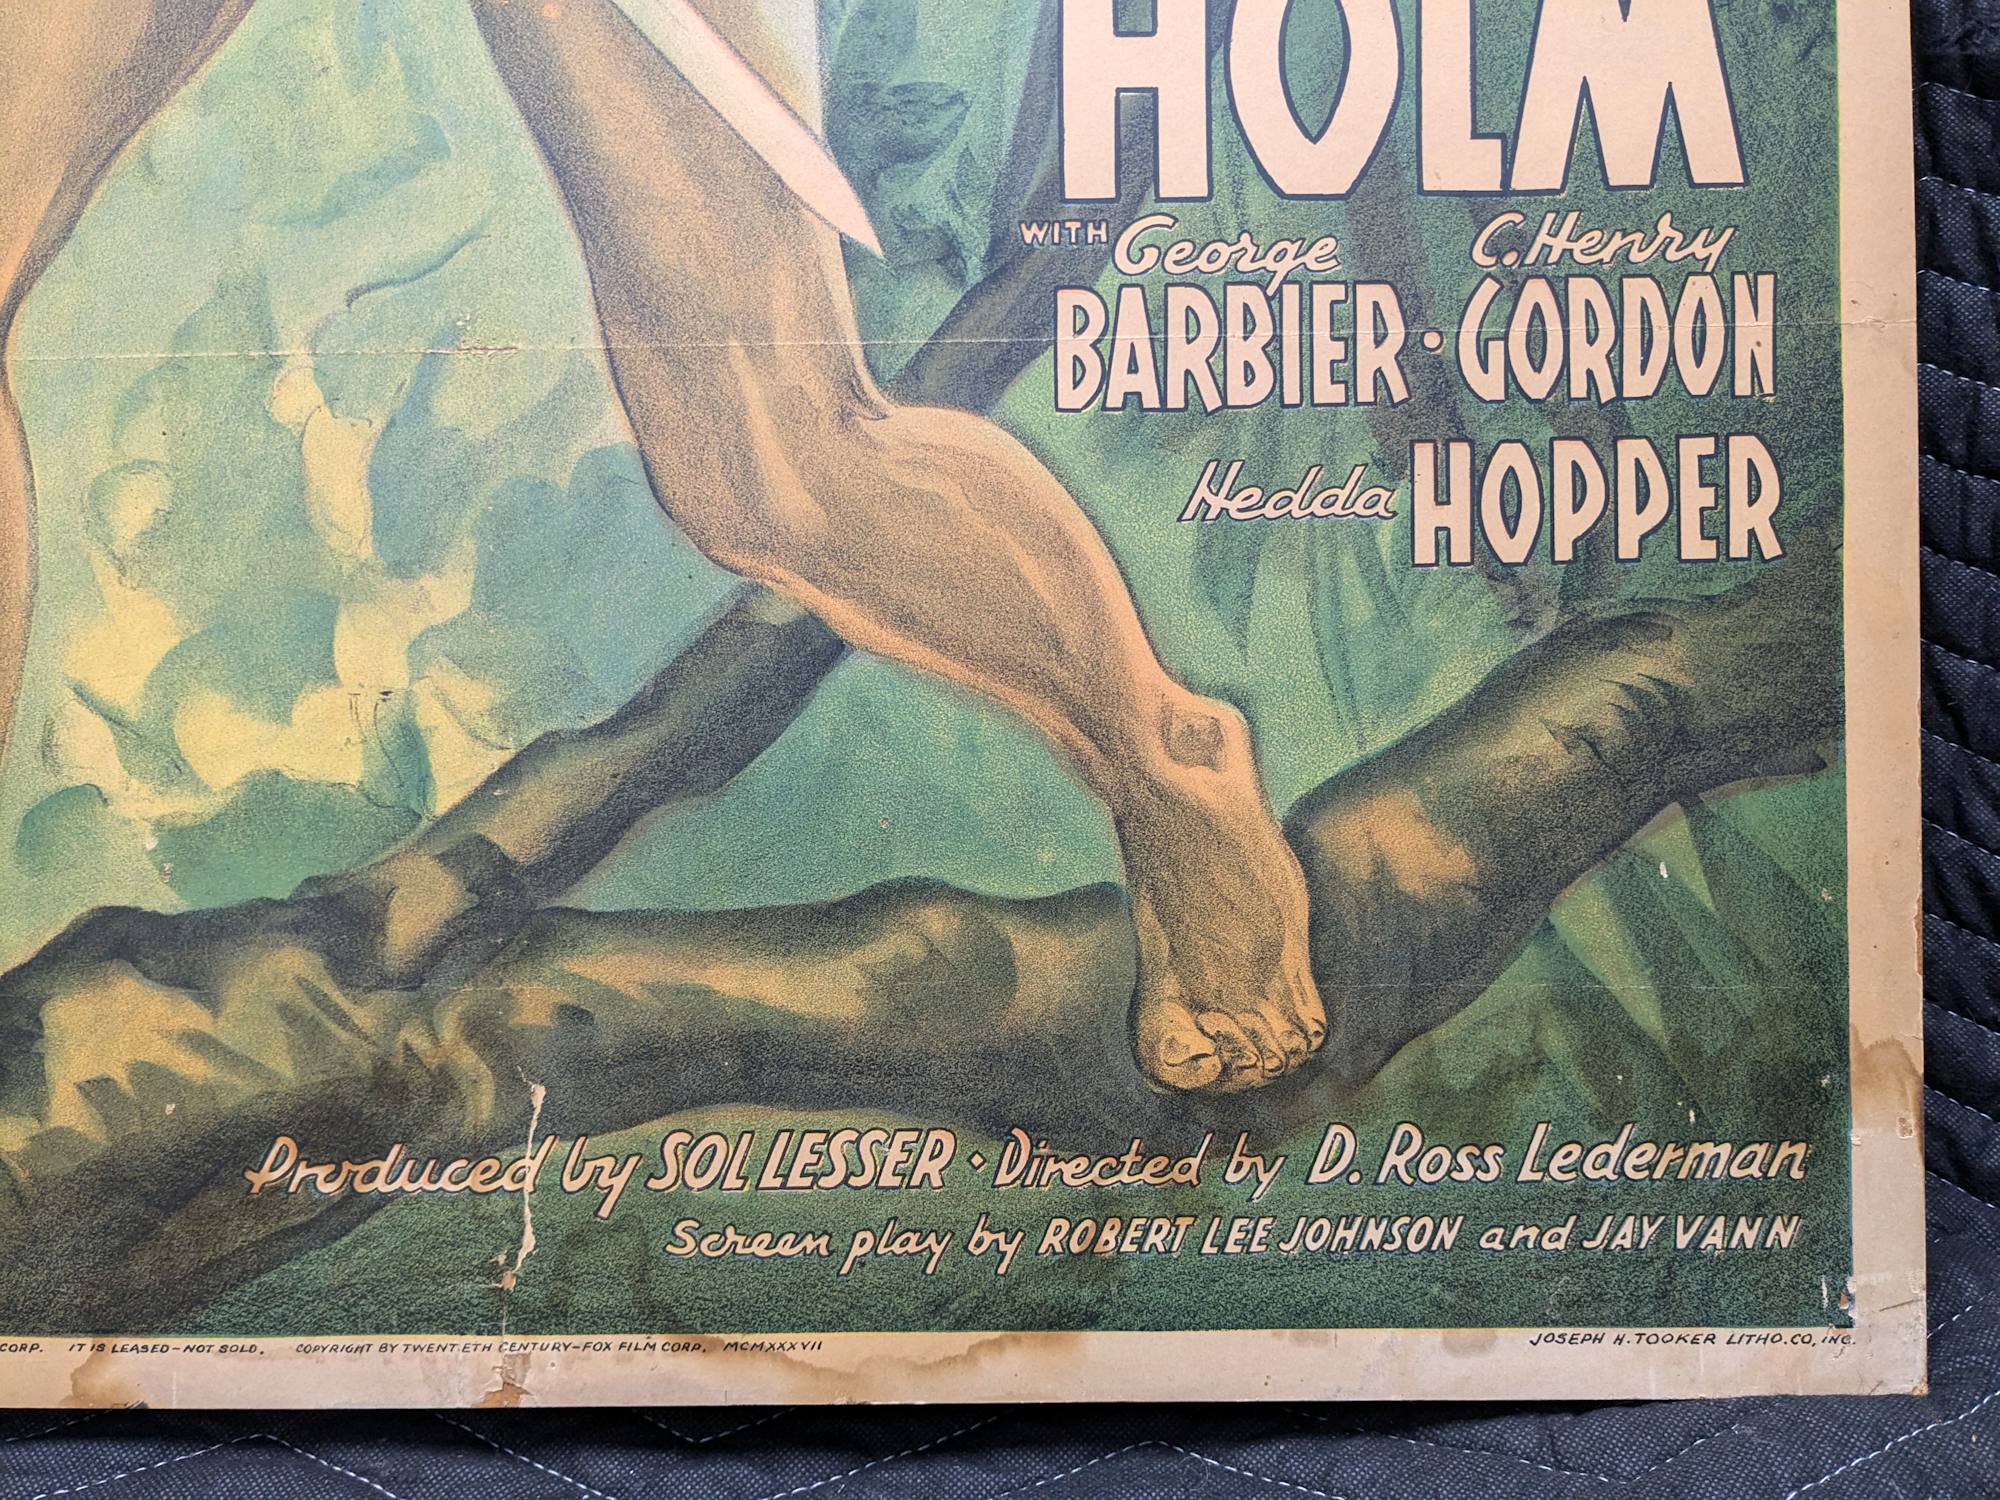 HOLM
WITH George C. Henry
BARBIER · GORDON
Hedda HOPPER
Produced by SOL LESSER · Directed by D. Ross Lederman
Screen play by ROBERT LEE JOHNSON and JAY VANN
CORP. IT IS LEASED-NOT SOLD. COPYRIGHT BY TWENTIETH CENTURY-FOX FILM CORP. MCMXXXVII JOSEPH H. TOOKER LITHO. CO, INC.